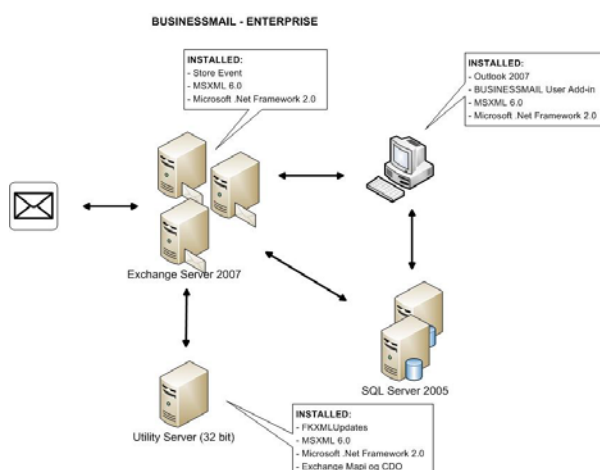 BUSINESSMAIL - ENTERPRISE
INSTALLED:
- Store Event
- MSXML 6.0
- Microsoft .Net Framework 2.0
INSTALLED:
- Outlook 2007
- BUSINESSMAIL User Add-in
- MSXML 6.0
- Microsoft .Net Framework 2.0
Exchange Server 2007
SQL Server 2005
Utility Server (32 bit)
INSTALLED:
- FKXMLUpdates
- MSXML 6.0
- Microsoft .Net Framework 2.0
- Exchange Mapi og CDO